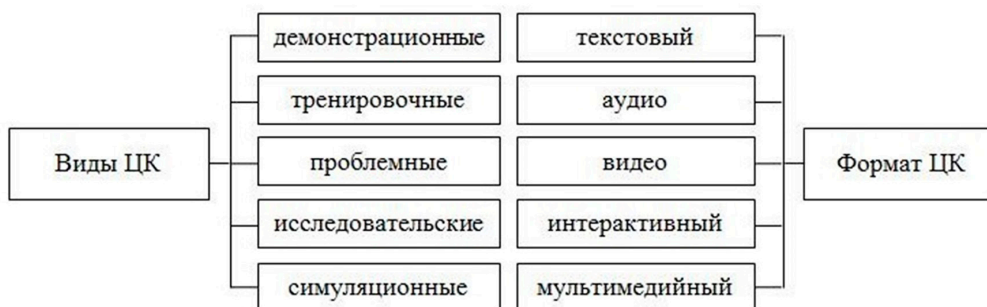 демонстрационные
текстовый
тренировочные
аудио
Виды ЦК
проблемные
видео
Формат ЦК
исследовательские
интерактивный
симуляционные
мультимедийный